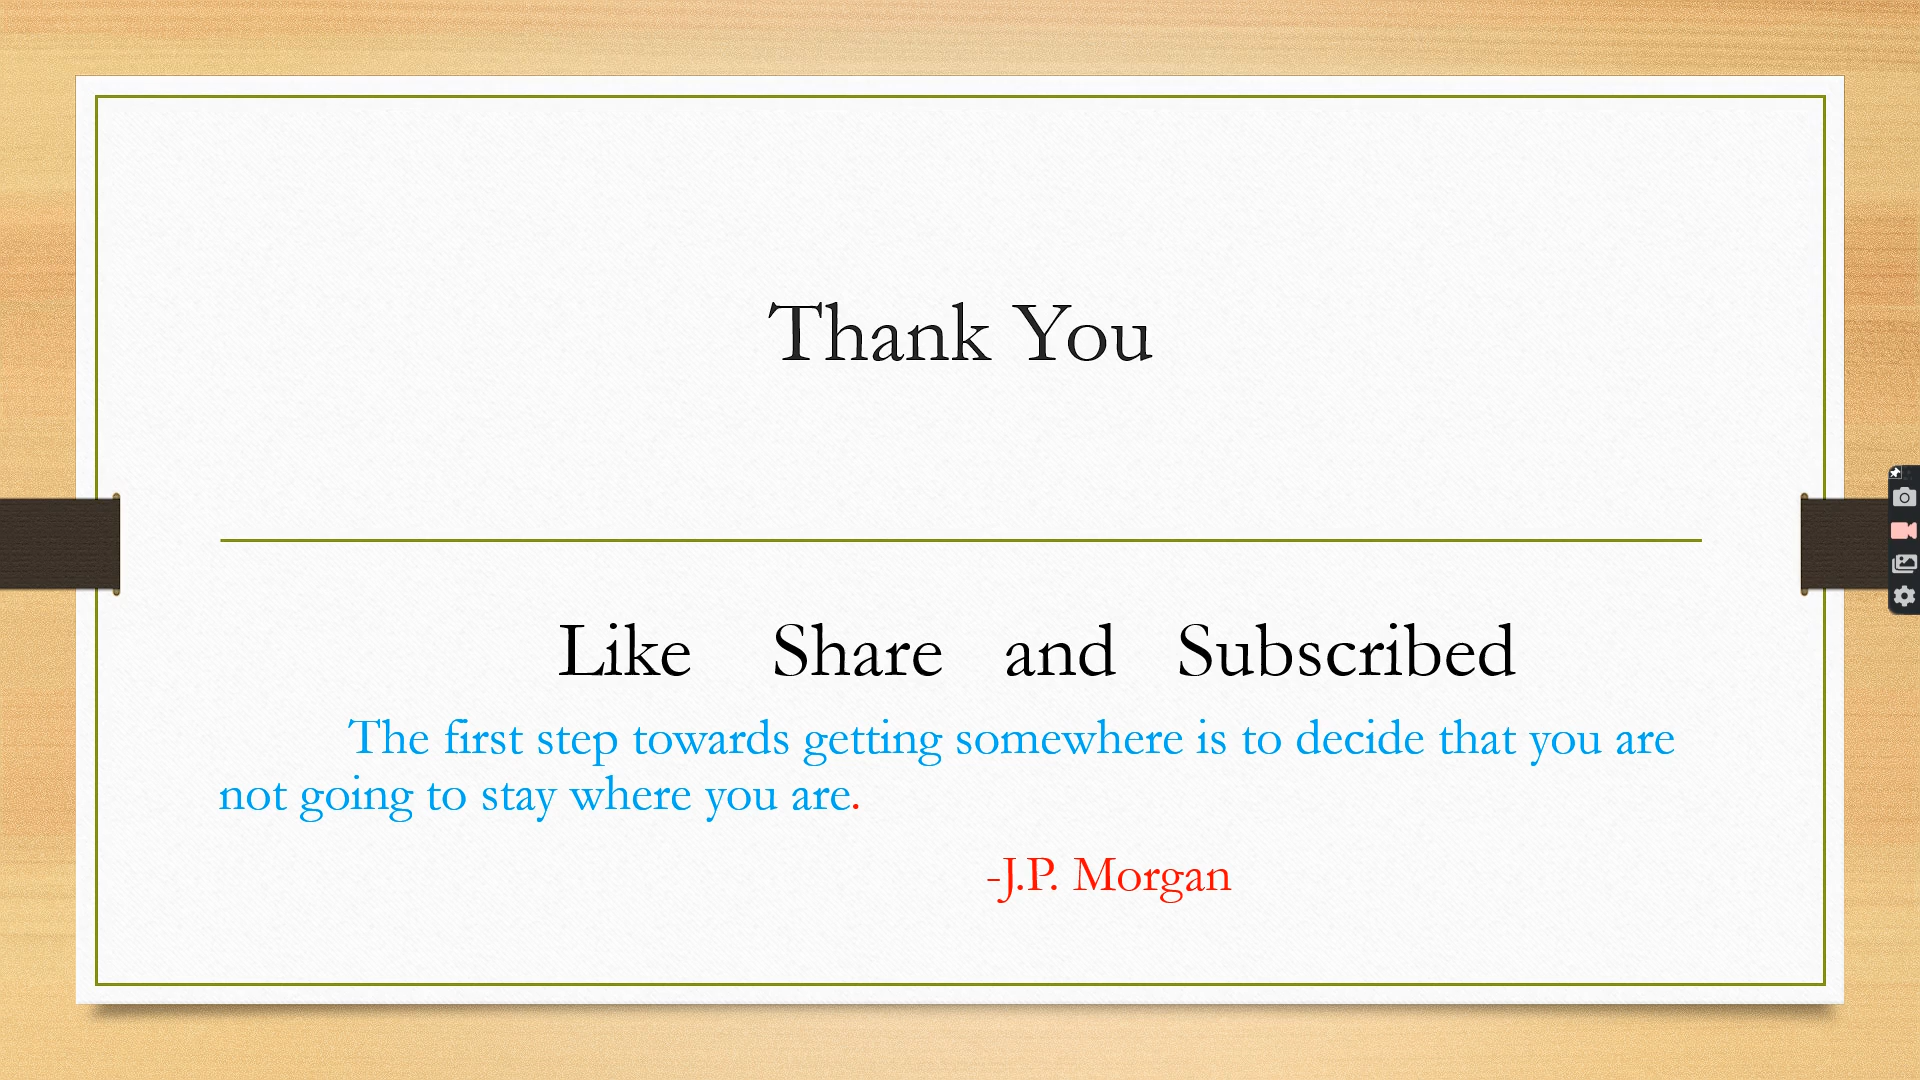 Thank You
Like Share and Subscribed
The first step towards getting somewhere is to decide that you are
not going to stay where you are.
-J.P. Morgan